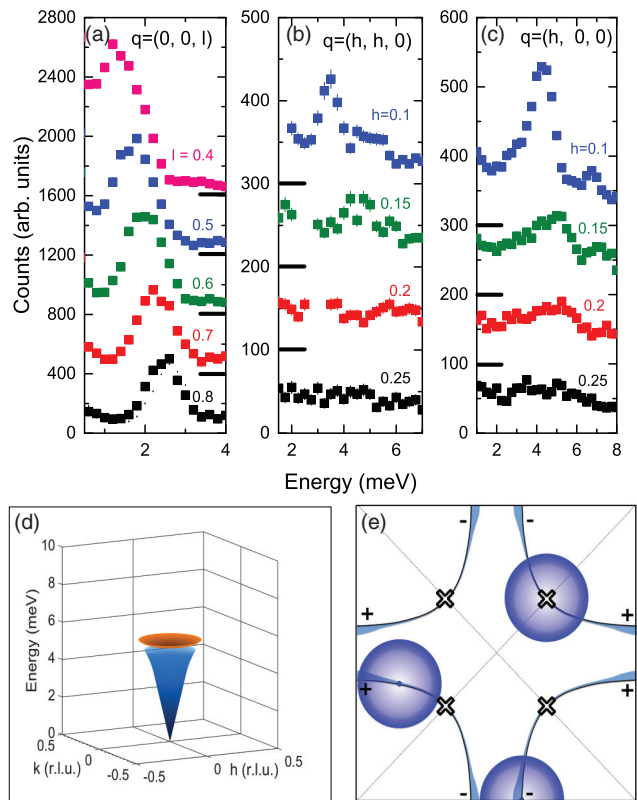 (a) q=(0, 0, l)
(b) q=(h, h, 0)
(c) q=(h, 0, 0)
Counts (arb. units)
2800
2400
2000
1600
1200
800
400
0
l = 0.4
0.5
0.6
0.7
0.8
0 2 4
500
400
300
200
100
0
h=0.1
0.15
0.2
0.25
2 4 6
600
500
400
300
200
100
0
h=0.1
0.15
0.2
0.25
2 4 6 8
Energy (meV)
(d)
Energy (meV)
10
8
6
4
2
0
0.5
0
-0.5
k (r.l.u.)
-0.5
0
0.5
h (r.l.u.)
(e)
- -
+ +
+ +
- -